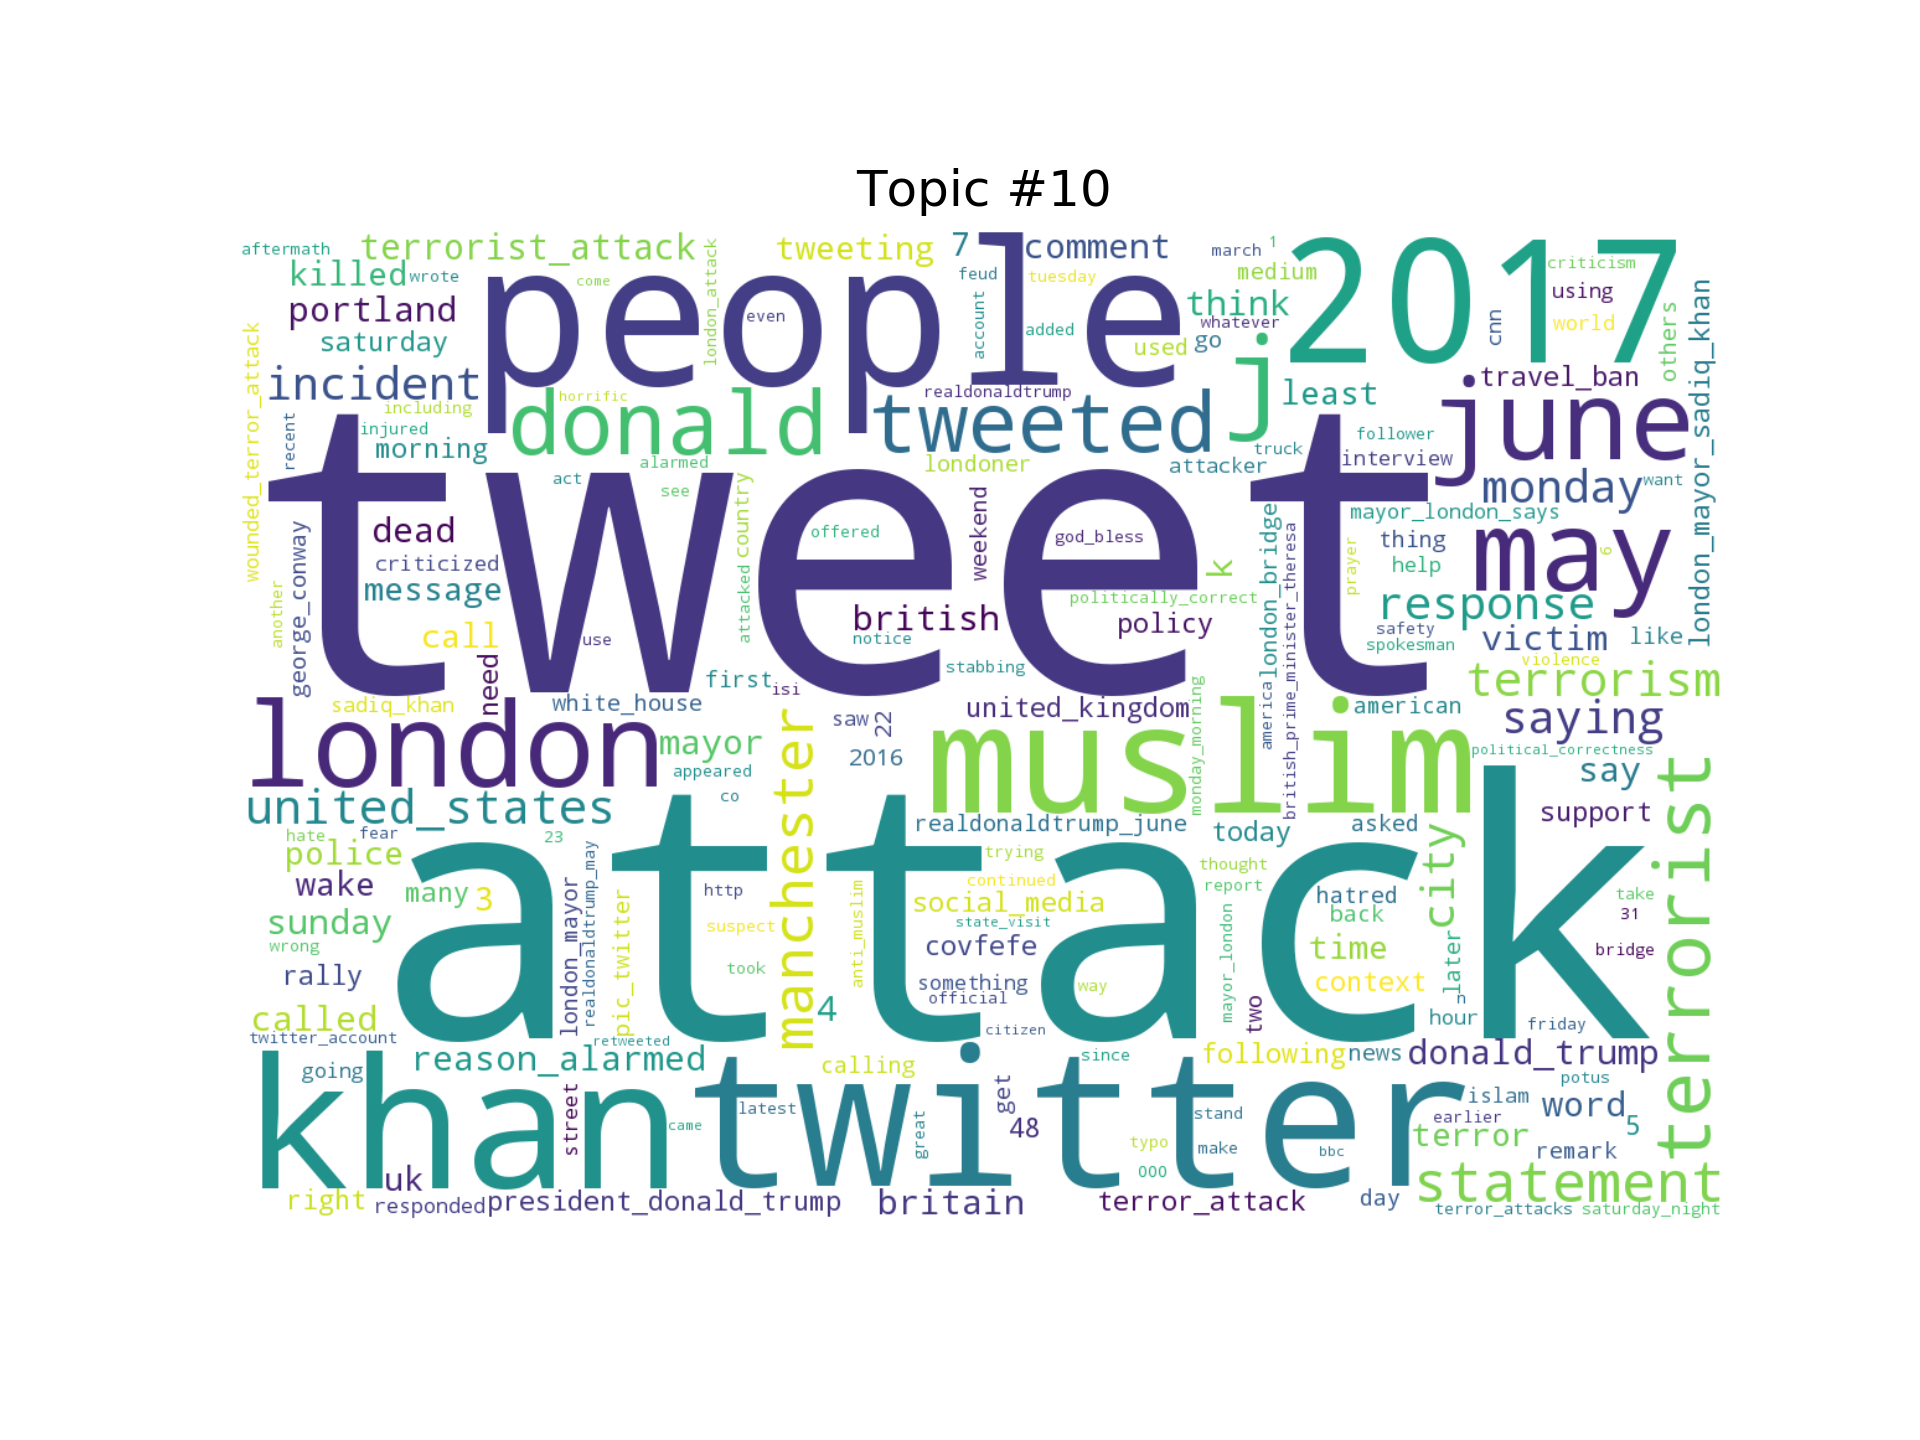 Topic #10
aftermath
terrorist_attack
tweeting
7
comment
march
1
2017
killed
wrote
come
london_attack
people
feud
tuesday
medium
criticism
portland
even
account
added
think
using
saturday
used
whatever
go
cnn
world
others
london_mayor_sadiq_khan
wounded_terror_attack
incident
horrific
realdonaldtrump
j
least
travel_ban
including
donald
tweeted
june
recent
injured
morning
alarmed
londoner
truck
follower
attacker
interview
act
see
country
weekend
monday
want
tweet
dead
offered
god_bless
london_bridge
mayor_london_says
george_conway
criticized
attacked
k
british_prime_minister_theresa
prayer
thing
6
may
message
politically_correct
help
another
call
use
british
notice
policy
response
safety
spokesman
victim
like
need
stabbing
violence
first
isi
terrorism
sadiq_khan
white_house
united_kingdom
monday_morning
america
american
saying
london
mayor
saw
22
muslim
political_correctness
appeared
2016
say
terrorist
united_states
co
manchester
realdonaldtrump_june
today
asked
support
hate
fear
23
attack
police
trying
thought
city
wake
many
3
london_mayor
realdonaldtrump_may
http
anti_muslim
continued
report
hatred
take
sunday
pic_twitter
suspect
social_media
state_visit
mayor_london
back
31
wrong
covfefe
time
later
bridge
rally
took
something
official
way
context
called
4
two
n
hour
friday
twitter_account
retweeted
citizen
khan
going
reason_alarmed
calling
twitter
since
following
news
donald_trump
potus
street
latest
get
stand
islam
word
came
great
48
earlier
5
typo
make
bbc
terror
remark
uk
000
statement
right
responded
president_donald_trump
britain
terror_attack
day
terror_attacks
saturday_night